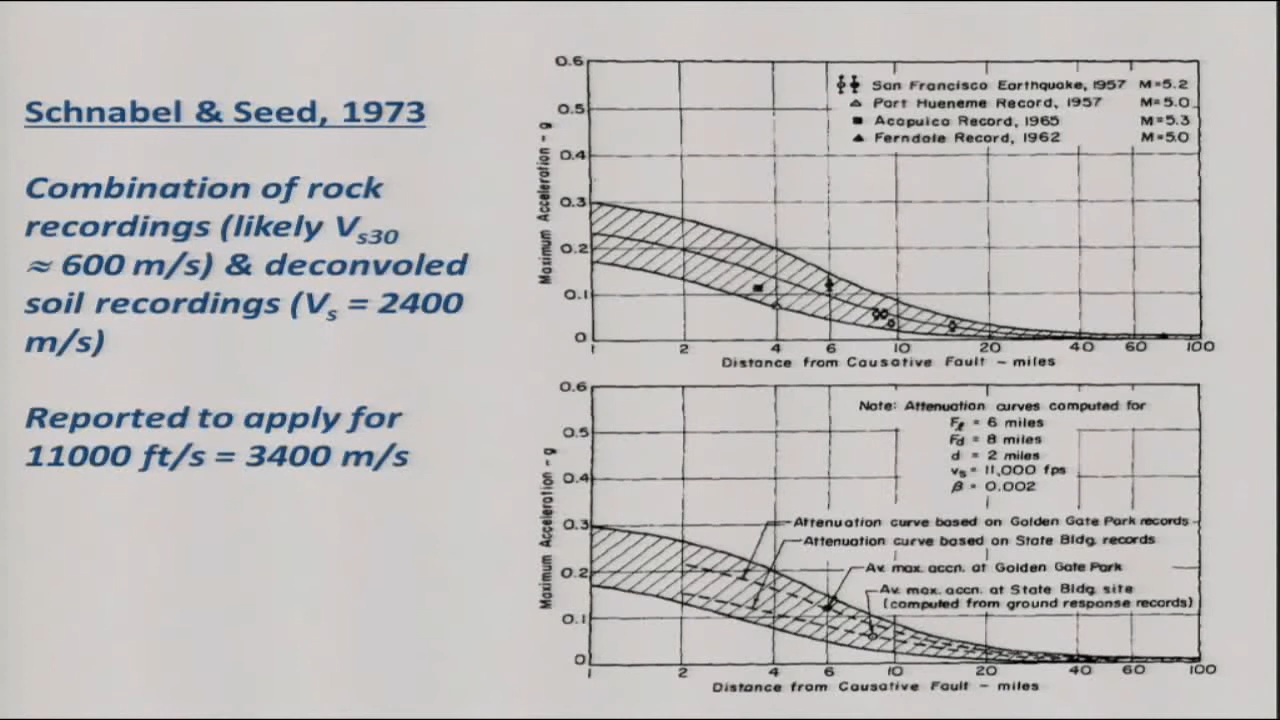 Schnabel & Seed, 1973
Combination of rock
recordings (likely Vs30
≈ 600 m/s) & deconvoled
soil recordings (Vs = 2400
m/s)
Reported to apply for
11000 ft/s = 3400 m/s
0.6
0.5
0.4
0.3
0.2
0.1
0
Maximum Acceleration - g
San Francisco Earthquake, 1957 M=5.2
Port Hueneme Record, 1957 M=5.0
Acapulco Record, 1965 M=5.3
Ferndale Record, 1962 M=5.0
1 2 4 6 10 20 40 60 100
Distance from Causative Fault - miles
0.6
0.5
0.4
0.3
0.2
0.1
0
Maximum Acceleration - g
Note: Attenuation curves computed for
Fℓ = 6 miles
Fd = 8 miles
d = 2 miles
vs = 11,000 fps
β = 0.002
Attenuation curve based on Golden Gate Park records
Attenuation curve based on State Bldg. records
Av. max. accn. at Golden Gate Park
Av. max. accn. at State Bldg. site
(computed from ground response records)
1 2 4 6 10 20 40 60 100
Distance from Causative Fault - miles